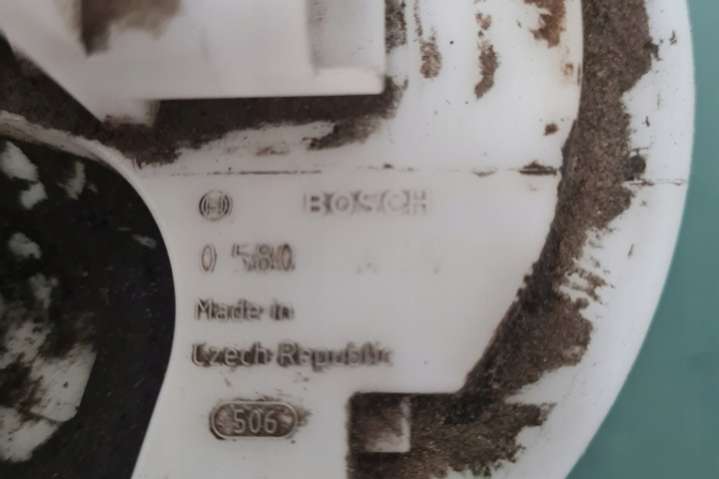 BOSCH
0 580
Made in
Czech Republic
506